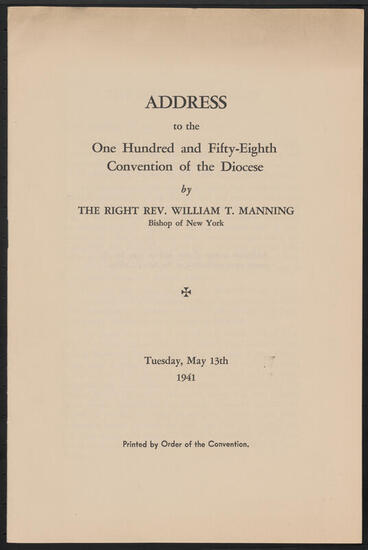 ADDRESS
to the
One Hundred and Fifty-Eighth
Convention of the Diocese
by
THE RIGHT REV. WILLIAM T. MANNING
Bishop of New York
✠
Tuesday, May 13th
1941
Printed by Order of the Convention.